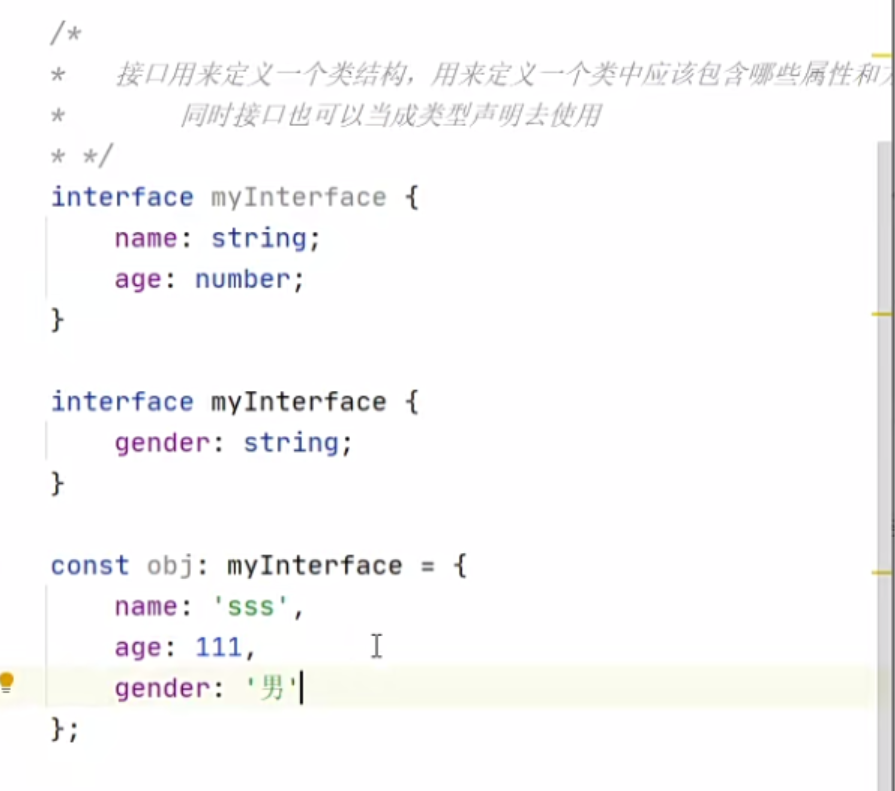 /*
*   接口用来定义一个类结构，用来定义一个类中应该包含哪些属性和
*       同时接口也可以当成类型声明去使用
* */
interface myInterface {
    name: string;
    age: number;
}
interface myInterface {
    gender: string;
}
const obj: myInterface = {
    name: 'sss',
    age: 111,
    gender: '男'
};